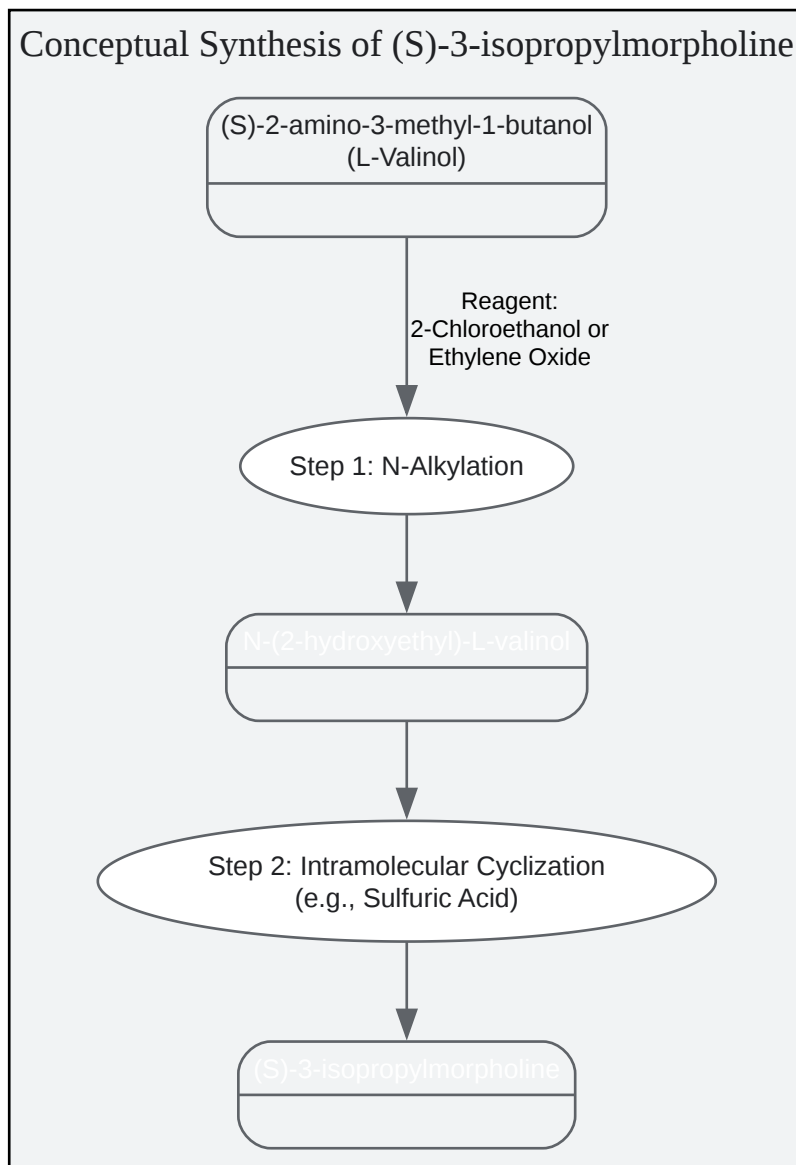 Conceptual Synthesis of (S)-3-isopropylmorpholine
(S)-2-amino-3-methyl-1-butanol
(L-Valinol)
Reagent:
2-Chloroethanol or
Ethylene Oxide
Step 1: N-Alkylation
N-(2-hydroxyethyl)-L-valinol
Step 2: Intramolecular Cyclization
(e.g., Sulfuric Acid)
(S)-3-isopropylmorpholine